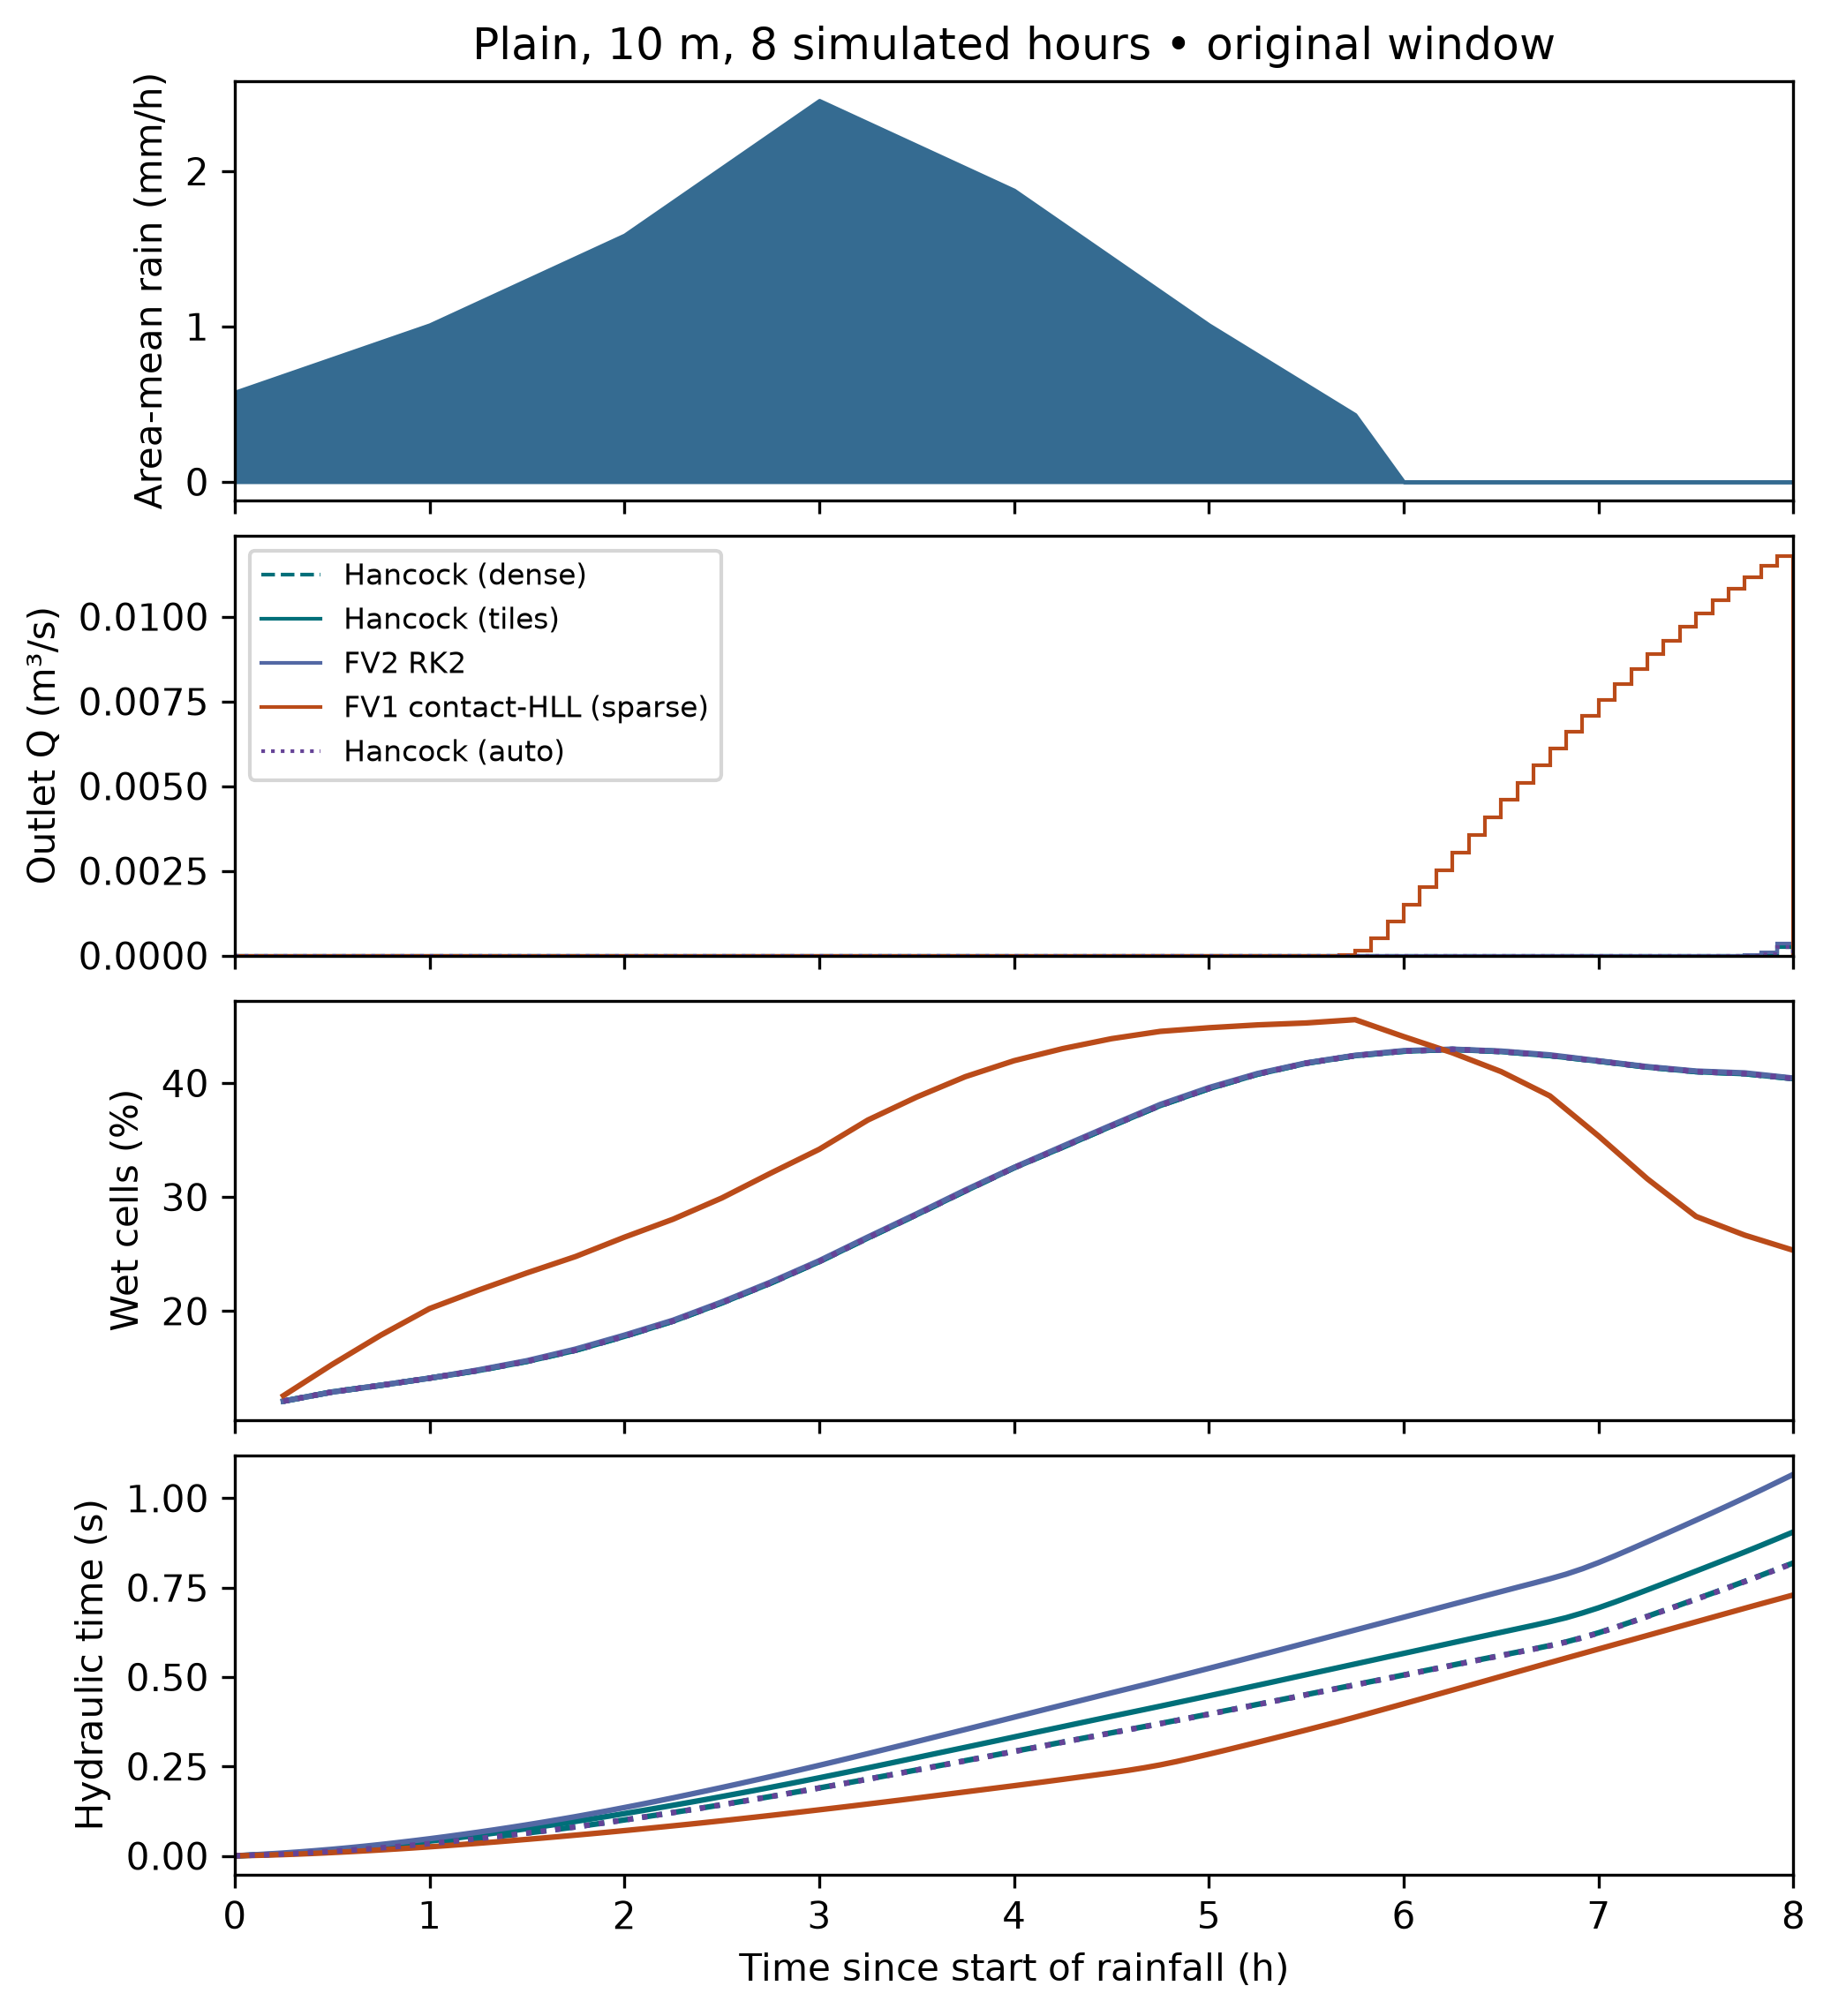 Plain, 10 m, 8 simulated hours • original window
Area-mean rain (mm/h)
2
1
0
Outlet Q (m³/s)
0.0100
0.0075
0.0050
0.0025
0.0000
Hancock (dense)
Hancock (tiles)
FV2 RK2
FV1 contact-HLL (sparse)
Hancock (auto)
Wet cells (%)
40
30
20
Hydraulic time (s)
1.00
0.75
0.50
0.25
0.00
0 1 2 3 4 5 6 7 8
Time since start of rainfall (h)